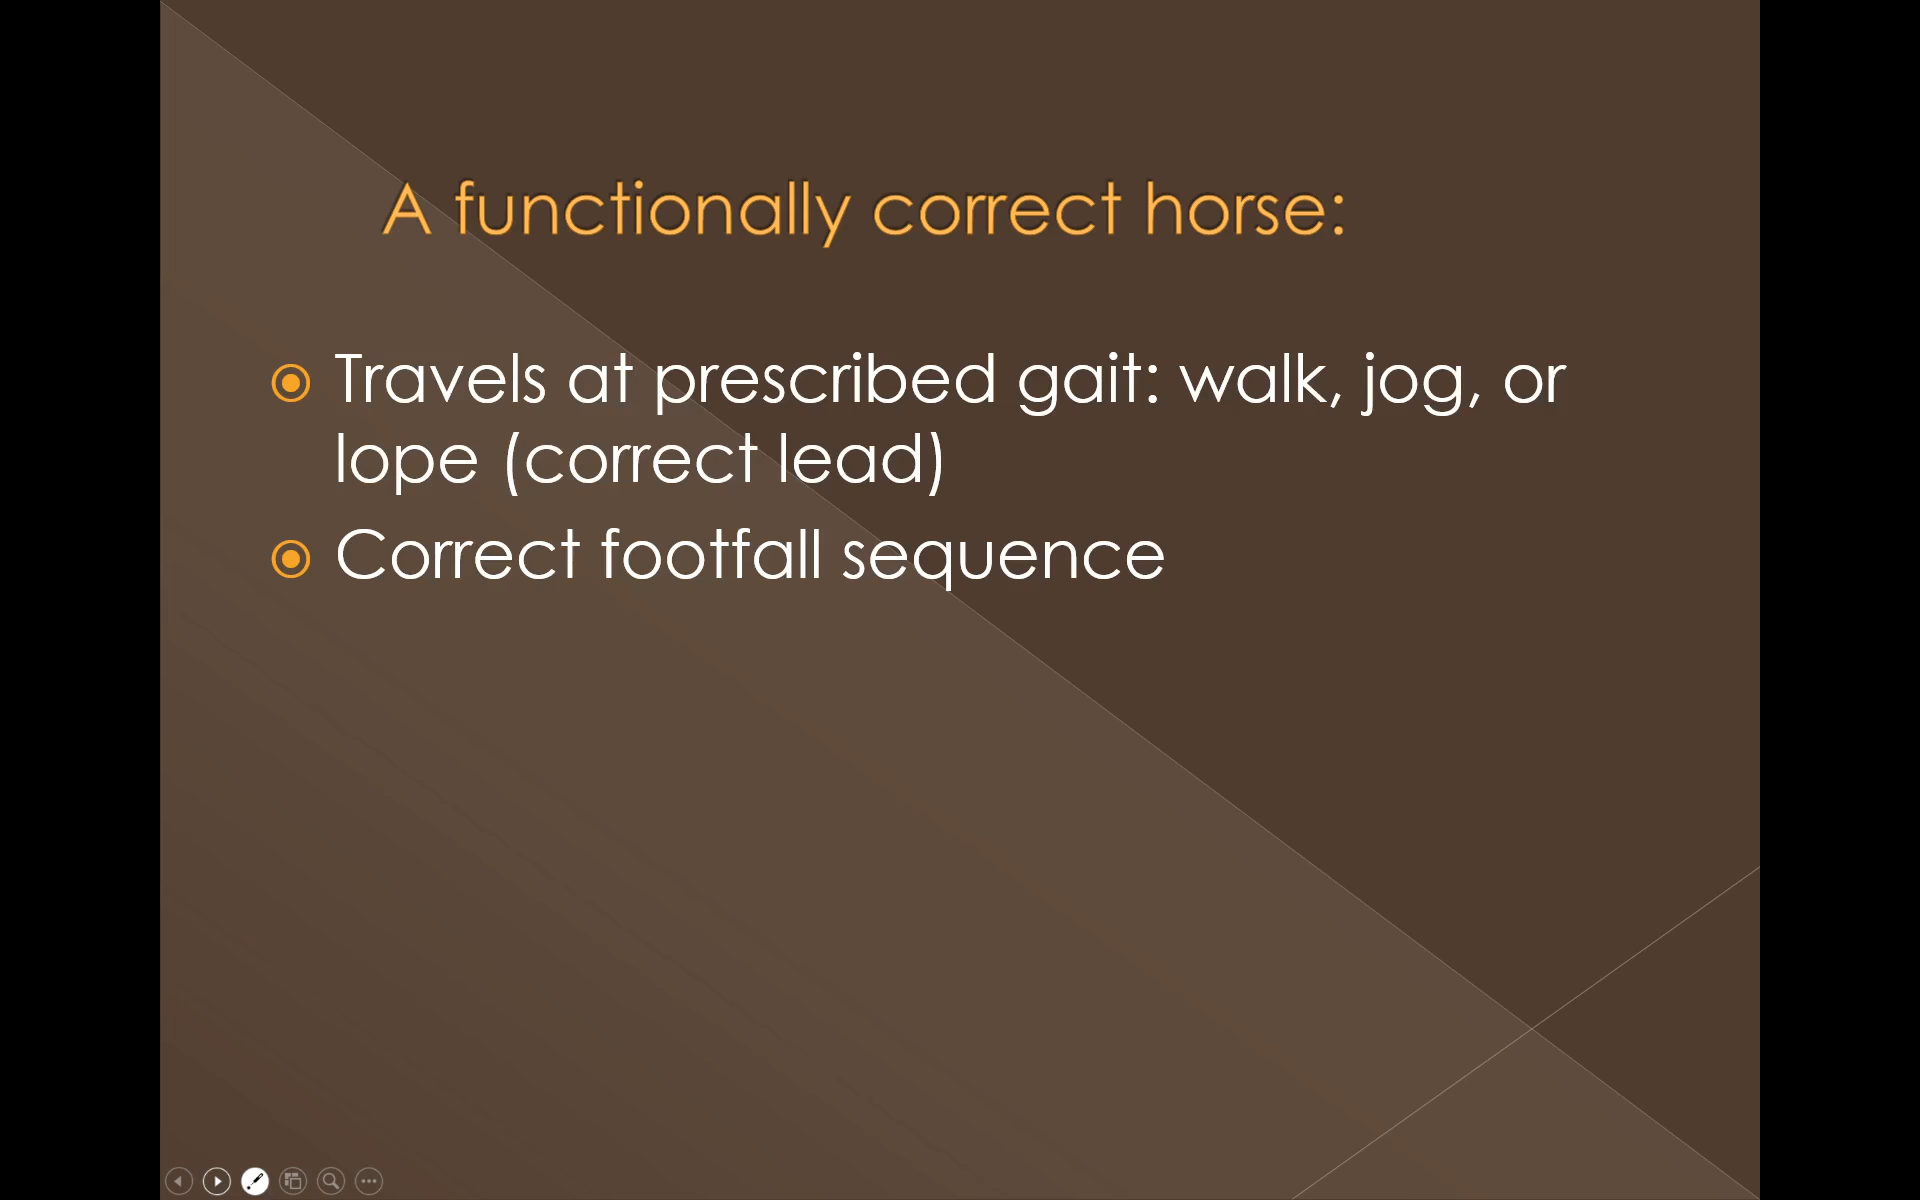 A functionally correct horse:
Travels at prescribed gait: walk, jog, or
lope (correct lead)
Correct footfall sequence